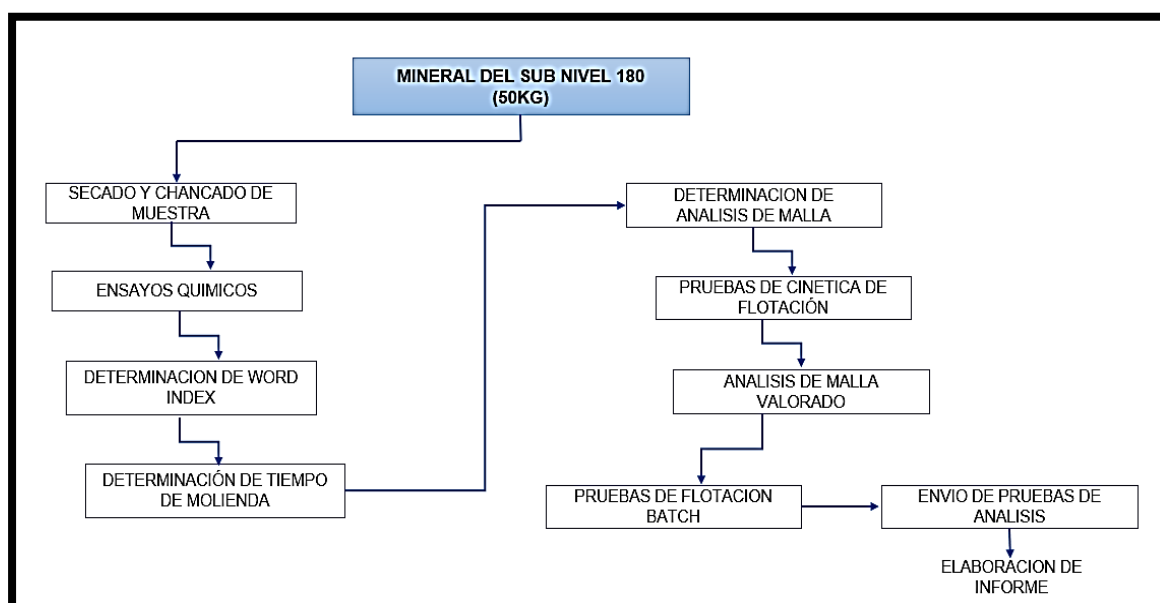 MINERAL DEL SUB NIVEL 180
(50KG)
SECADO Y CHANCADO DE
MUESTRA
ENSAYOS QUIMICOS
DETERMINACION DE WORD
INDEX
DETERMINACIÓN DE TIEMPO
DE MOLIENDA
DETERMINACION DE
ANALISIS DE MALLA
PRUEBAS DE CINETICA DE
FLOTACIÓN
ANALISIS DE MALLA
VALORADO
PRUEBAS DE FLOTACION
BATCH
ENVIO DE PRUEBAS DE
ANALISIS
ELABORACION DE
INFORME